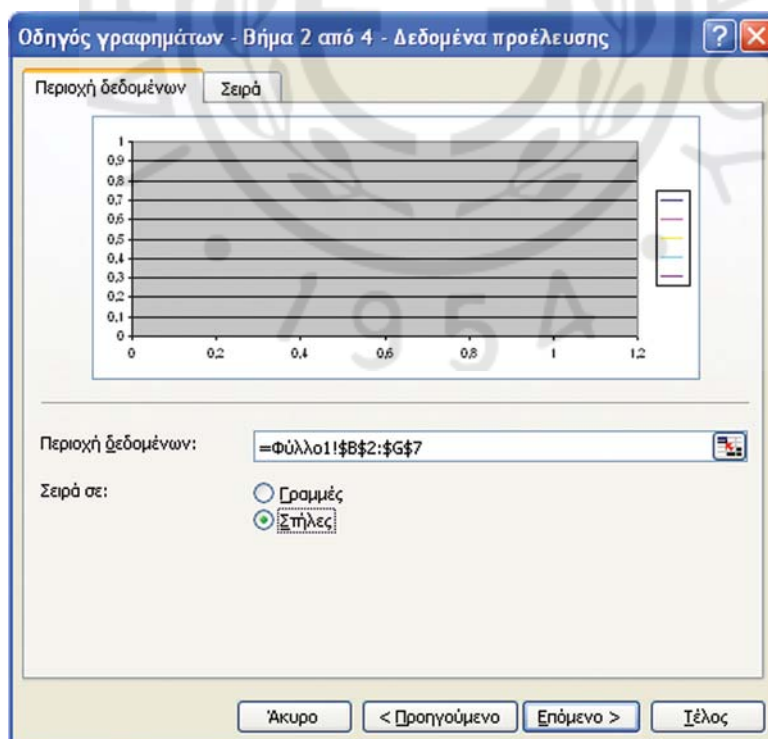 Οδηγός γραφημάτων - Βήμα 2 από 4 - Δεδομένα προέλευσης
Περιοχή δεδομένων Σειρά
1
0,9
0,8
0,7
0,6
0,5
0,4
0,3
0,2
0,1
0
0 0,2 0,4 0,6 0,8 1 1,2
1954
Περιοχή δεδομένων: =Φύλλο1!$B$2:$G$7
Σειρά σε: Γραμμές
Στήλες
Άκυρο < Προηγούμενο Επόμενο > Τέλος